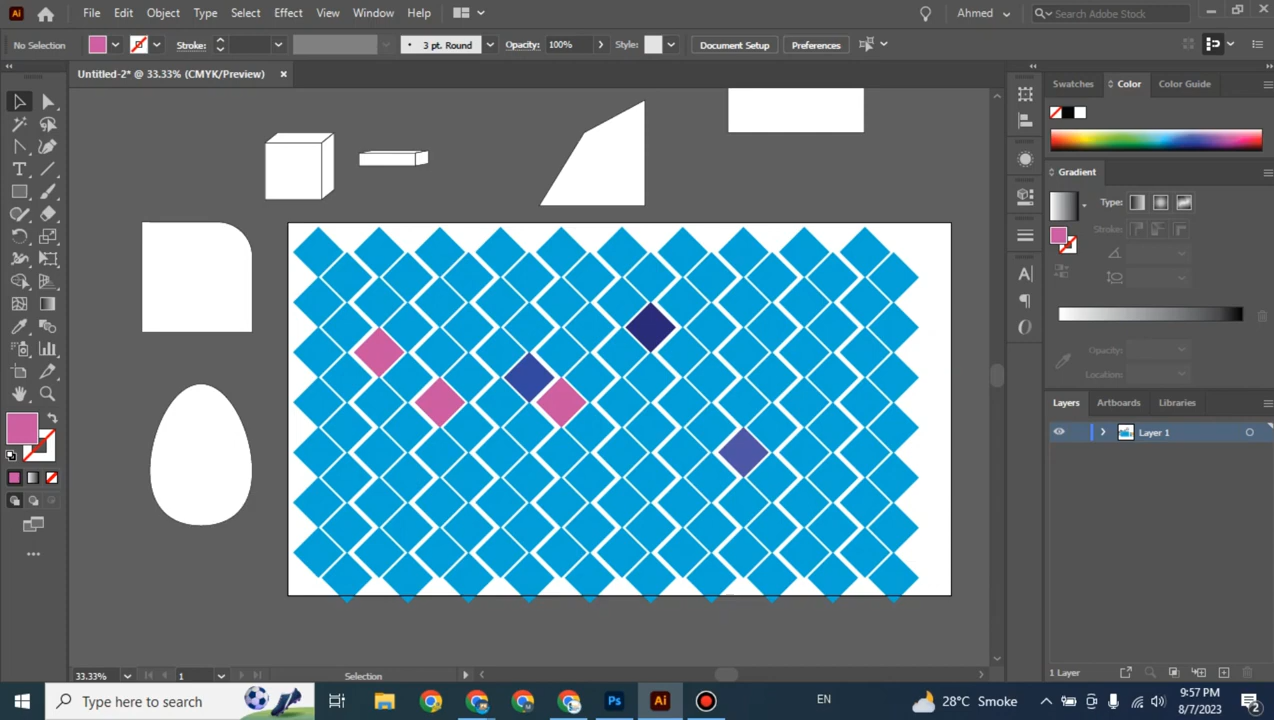 Ai File Edit Object Type Select Effect View Window Help Ahmed Search Adobe Stock
No Selection Stroke: 3 pt. Round Opacity: 100% Style: Document Setup Preferences
Untitled-2* @ 33.33% (CMYK/Preview)
Swatches Color Color Guide
Gradient
Type:
Stroke:
Opacity:
Location:
Layers Artboards Libraries
Layer 1
33.33% 1 Selection
1 Layer
Type here to search Ps Ai EN 28°C Smoke 9:57 PM
8/7/2023
2